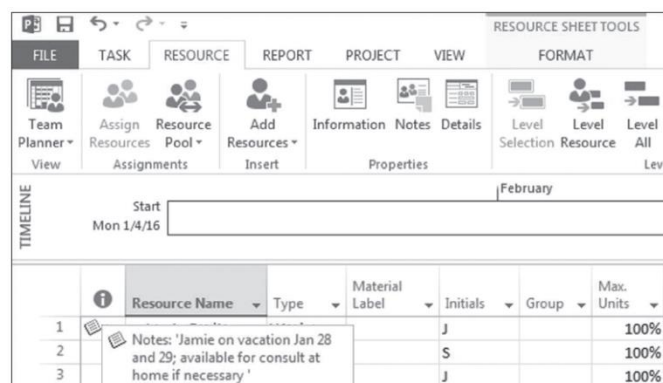 RESOURCE SHEET TOOLS
FILE TASK RESOURCE REPORT PROJECT VIEW FORMAT
Team Assign Resource Add Information Notes Details Level Level Level
Planner Resources Pool Resources Selection Resource All
View Assignments Insert Properties Lev
TIMELINE
February
Start
Mon 1/4/16
Material Max.
Resource Name Type Label Initials Group Units
1 J 100%
Notes: 'Jamie on vacation Jan 28
2 S 100%
and 29; available for consult at
3 home if necessary ' J 100%